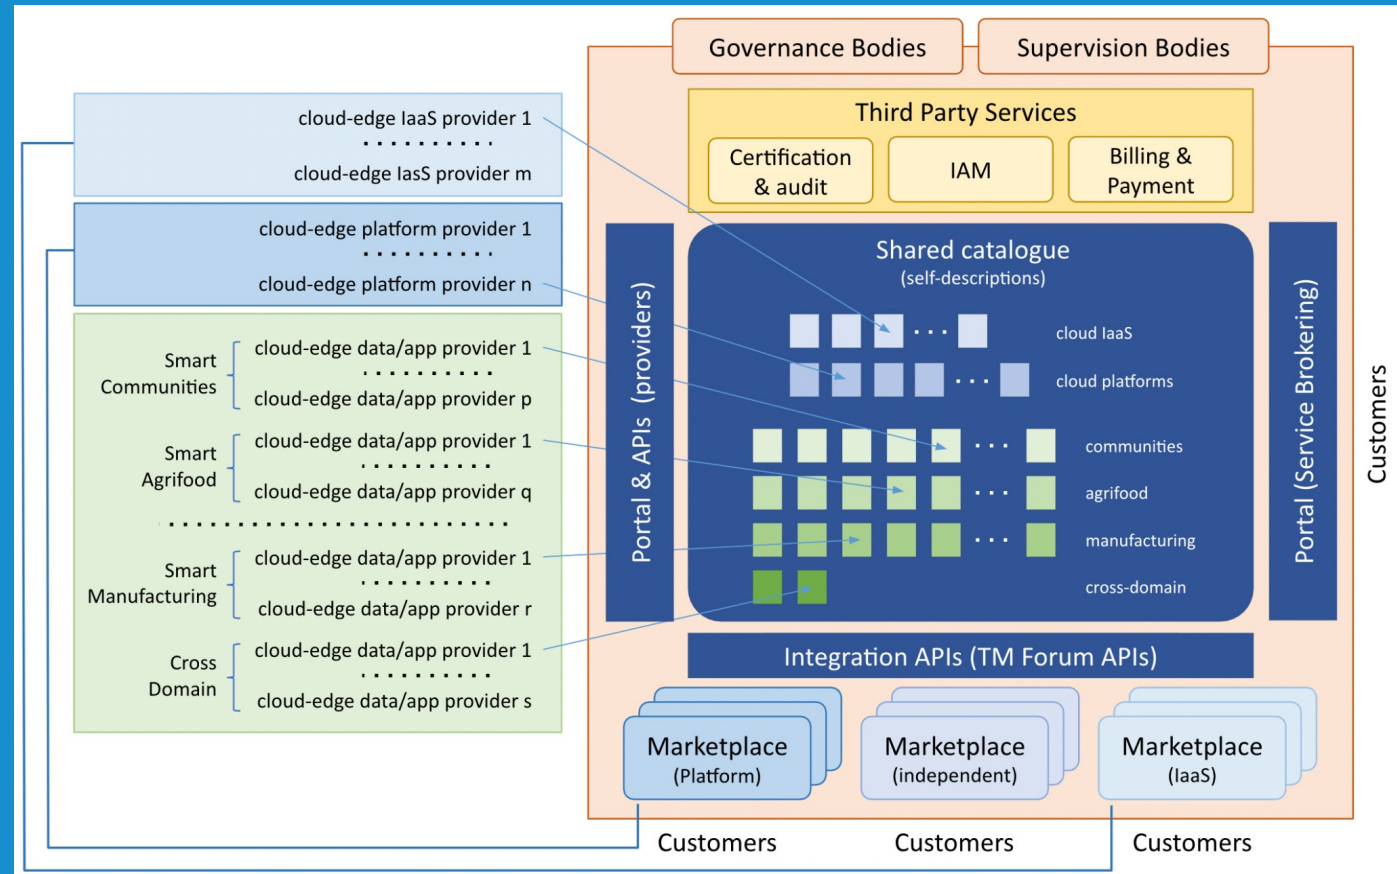 Governance Bodies
Supervision Bodies
cloud-edge IaaS provider 1
cloud-edge IasS provider m
cloud-edge platform provider 1
cloud-edge platform provider n
Smart
Communities
cloud-edge data/app provider 1
cloud-edge data/app provider p
Smart
Agrifood
cloud-edge data/app provider 1
cloud-edge data/app provider q
Smart
Manufacturing
cloud-edge data/app provider 1
cloud-edge data/app provider r
Cross
Domain
cloud-edge data/app provider 1
cloud-edge data/app provider s
Third Party Services
Certification
& audit
IAM
Billing &
Payment
Portal & APIs (providers)
Shared catalogue
(self-descriptions)
cloud IaaS
cloud platforms
communities
agrifood
manufacturing
cross-domain
Portal (Service Brokering)
Customers
Integration APIs (TM Forum APIs)
Marketplace
(Platform)
Marketplace
(independent)
Marketplace
(IaaS)
Customers
Customers
Customers